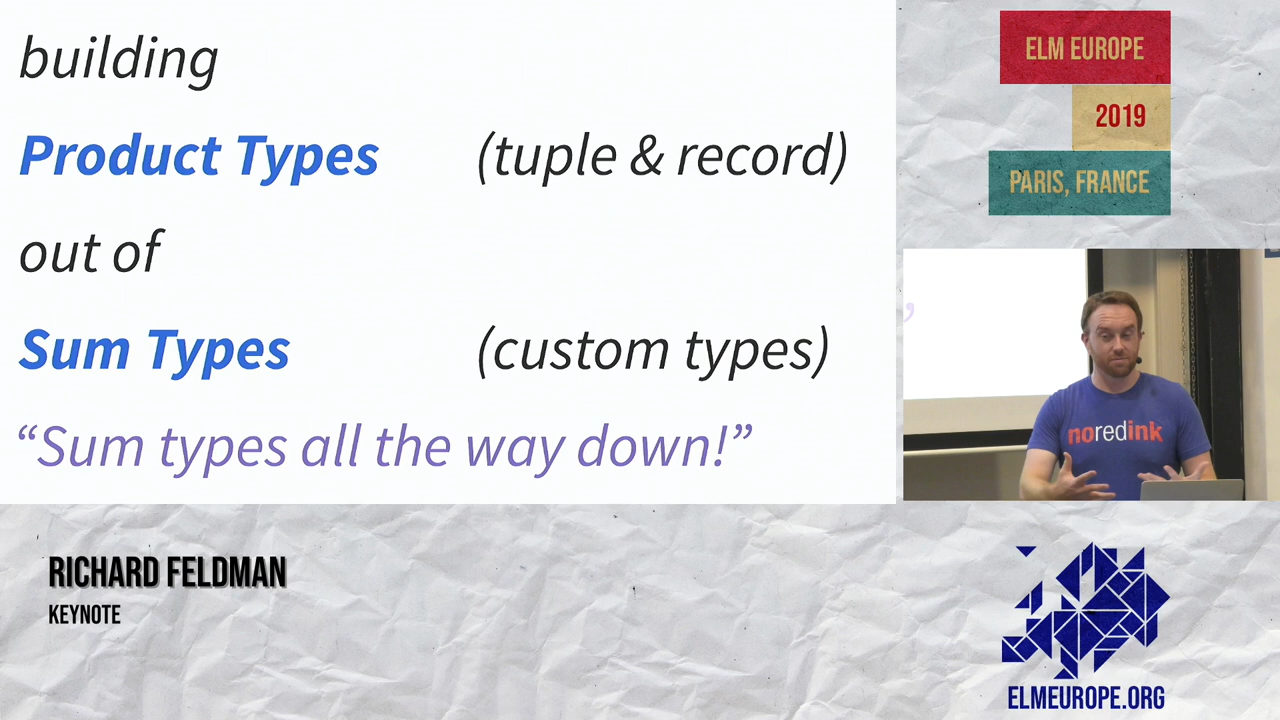 building
Product Types (tuple & record)
out of
Sum Types (custom types)
“Sum types all the way down!”
ELM EUROPE
2019
PARIS, FRANCE
noredink
RICHARD FELDMAN
KEYNOTE
ELMEUROPE.ORG